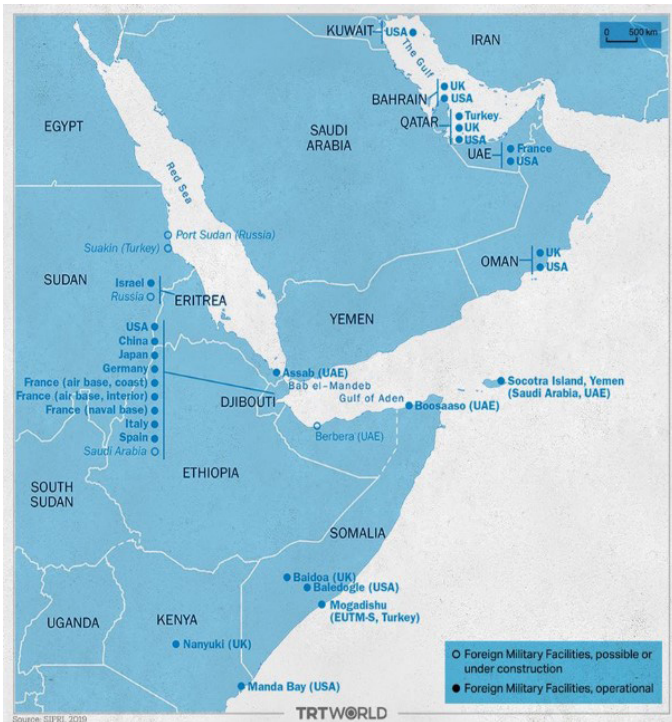 KUWAIT
USA
The Gulf
IRAN
0 500 km
UK
BAHRAIN
USA
EGYPT
SAUDI
ARABIA
QATAR
Turkey
UK
USA
UAE
France
USA
Red Sea
Port Sudan (Russia)
Suakin (Turkey)
SUDAN
Israel
Russia
ERITREA
OMAN
UK
USA
YEMEN
USA
China
Japan
Germany
France (air base, coast)
France (air base, interior)
France (naval base)
Italy
Spain
Saudi Arabia
Assab (UAE)
Bab el-Mandeb
DJIBOUTI
Gulf of Aden
Socotra Island, Yemen
(Saudi Arabia, UAE)
Boosaaso (UAE)
Berbera (UAE)
ETHIOPIA
SOUTH
SUDAN
SOMALIA
Baidoa (UK)
Baledogle (USA)
Mogadishu
(EUTM-S, Turkey)
UGANDA
KENYA
Nanyuki (UK)
Manda Bay (USA)
Foreign Military Facilities, possible or
under construction
Foreign Military Facilities, operational
Source: SIPRI, 2019
TRTWORLD